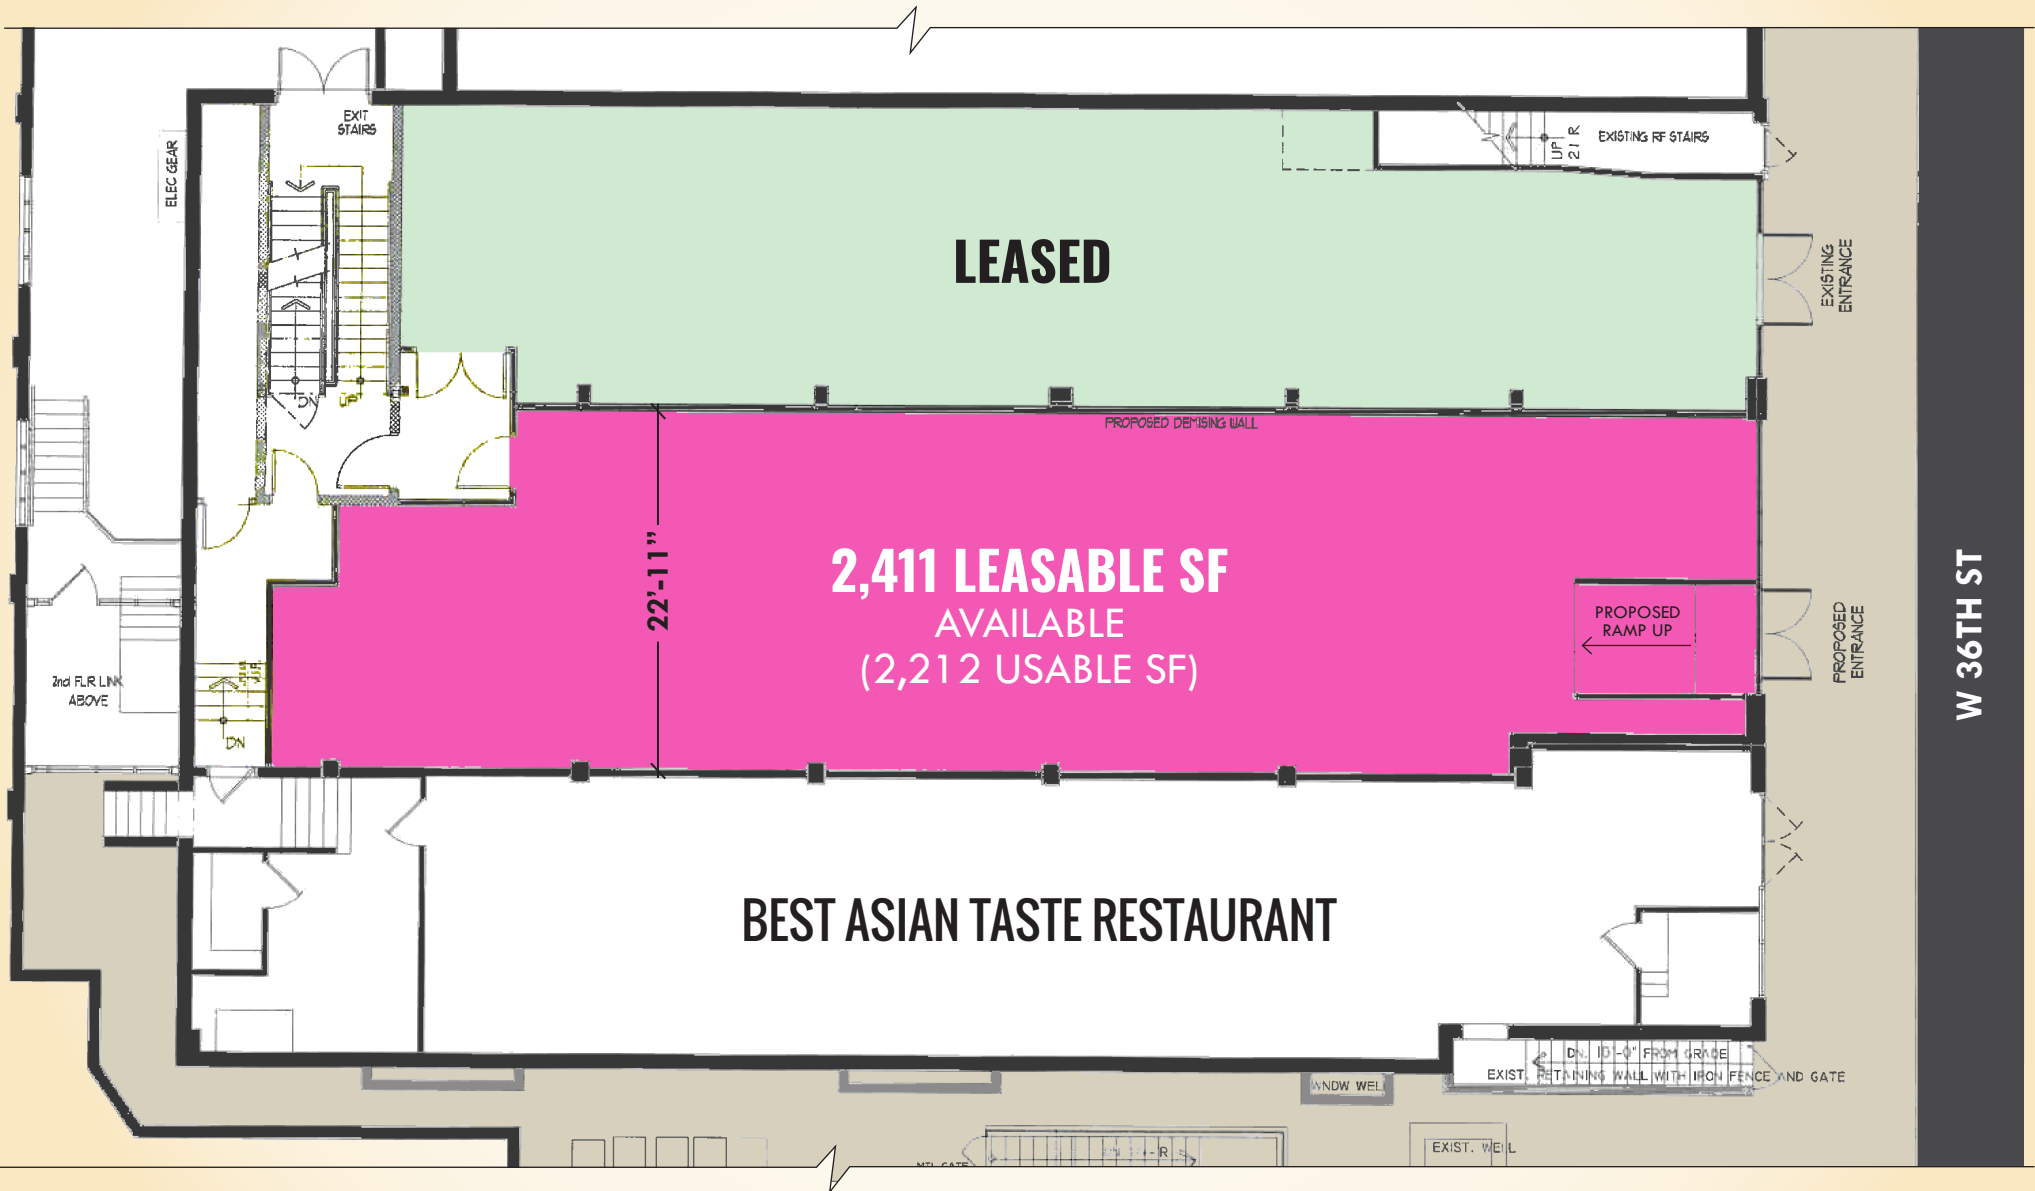 EXIT
STAIRS
ELEC GEAR
UP
21 R
EXISTING RF STAIRS
LEASED
EXISTING
ENTRANCE
DN
UP
PROPOSED DEMISING WALL
22'-11"
2,411 LEASABLE SF
AVAILABLE
(2,212 USABLE SF)
PROPOSED
RAMP UP
PROPOSED
ENTRANCE
W 36TH ST
2nd FLR LINK
ABOVE
DN
BEST ASIAN TASTE RESTAURANT
DN. 10'-0" FROM GRADE
EXIST. RETAINING WALL WITH IRON FENCE AND GATE
WNDW WELL
EXIST. WELL